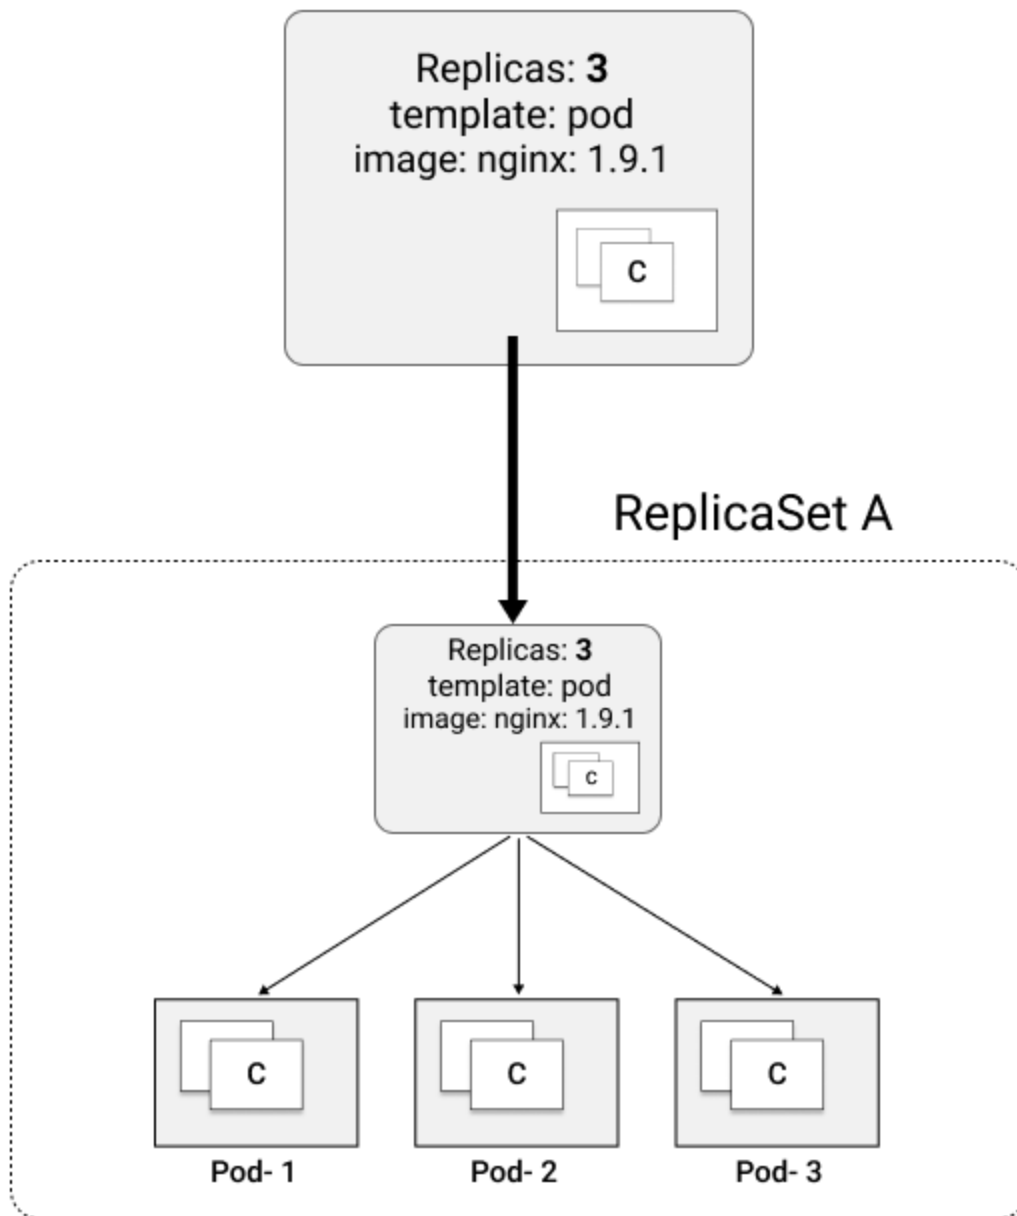 Replicas: 3
template: pod
image: nginx: 1.9.1
C
ReplicaSet A
Replicas: 3
template: pod
image: nginx: 1.9.1
C
C
C
C
Pod- 1
Pod- 2
Pod- 3